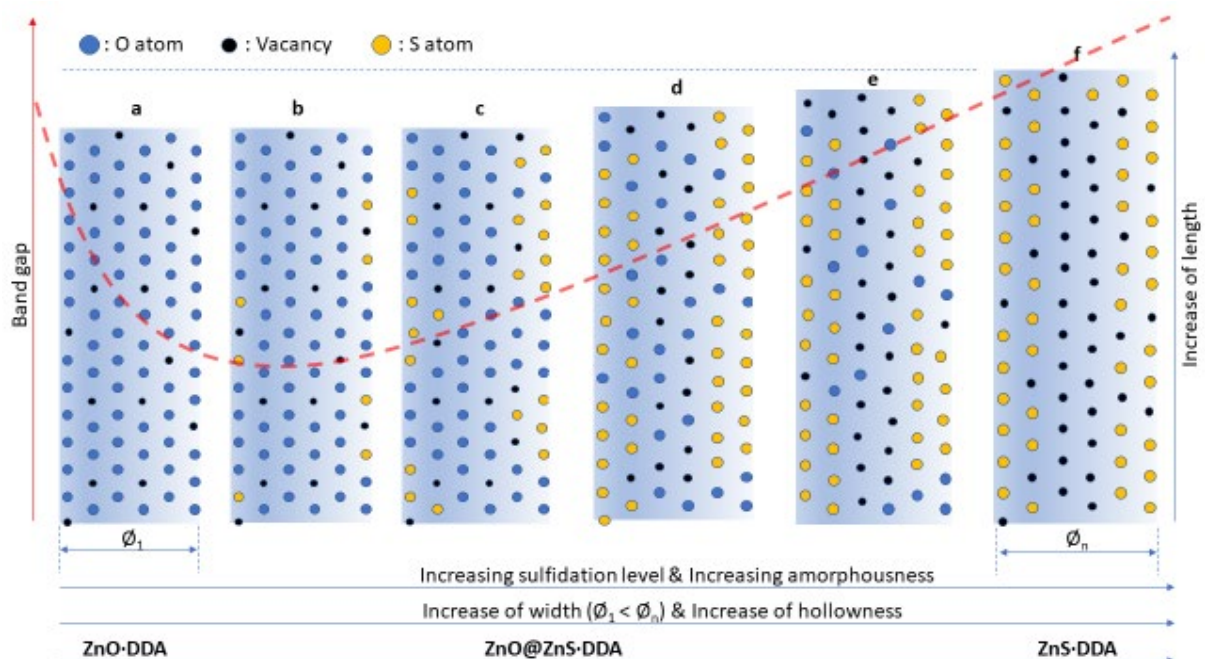 : O atom : Vacancy : S atom
a b c d e f
Band gap
Increase of length
Ø₁ Øₙ
Increasing sulfidation level & Increasing amorphousness
Increase of width (Ø₁ < Øₙ) & Increase of hollowness
ZnO·DDA ZnO@ZnS·DDA ZnS·DDA